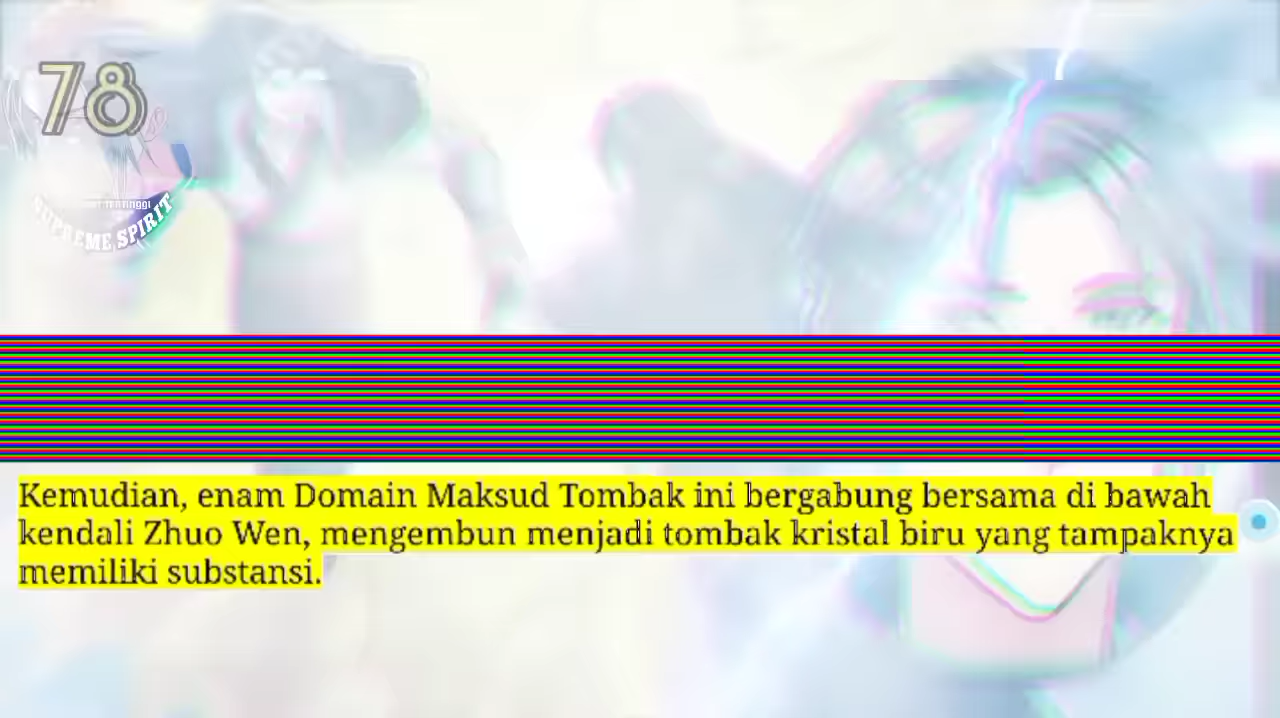 78
TERTINGGI
SUPREME SPIRIT
Kemudian, enam Domain Maksud Tombak ini bergabung bersama di bawah
kendali Zhuo Wen, mengembun menjadi tombak kristal biru yang tampaknya
memiliki substansi.